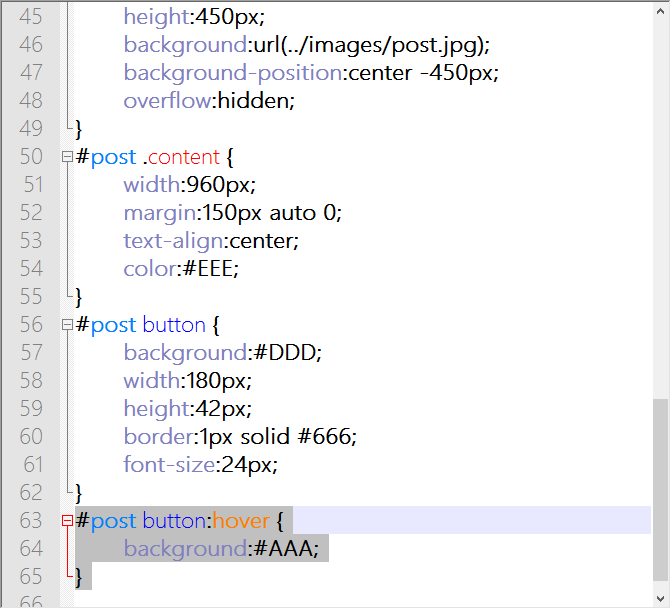 45 height:450px;
46 background:url(../images/post.jpg);
47 background-position:center -450px;
48 overflow:hidden;
49 }
50 #post .content {
51 width:960px;
52 margin:150px auto 0;
53 text-align:center;
54 color:#EEE;
55 }
56 #post button {
57 background:#DDD;
58 width:180px;
59 height:42px;
60 border:1px solid #666;
61 font-size:24px;
62 }
63 #post button:hover {
64 background:#AAA;
65 }
66